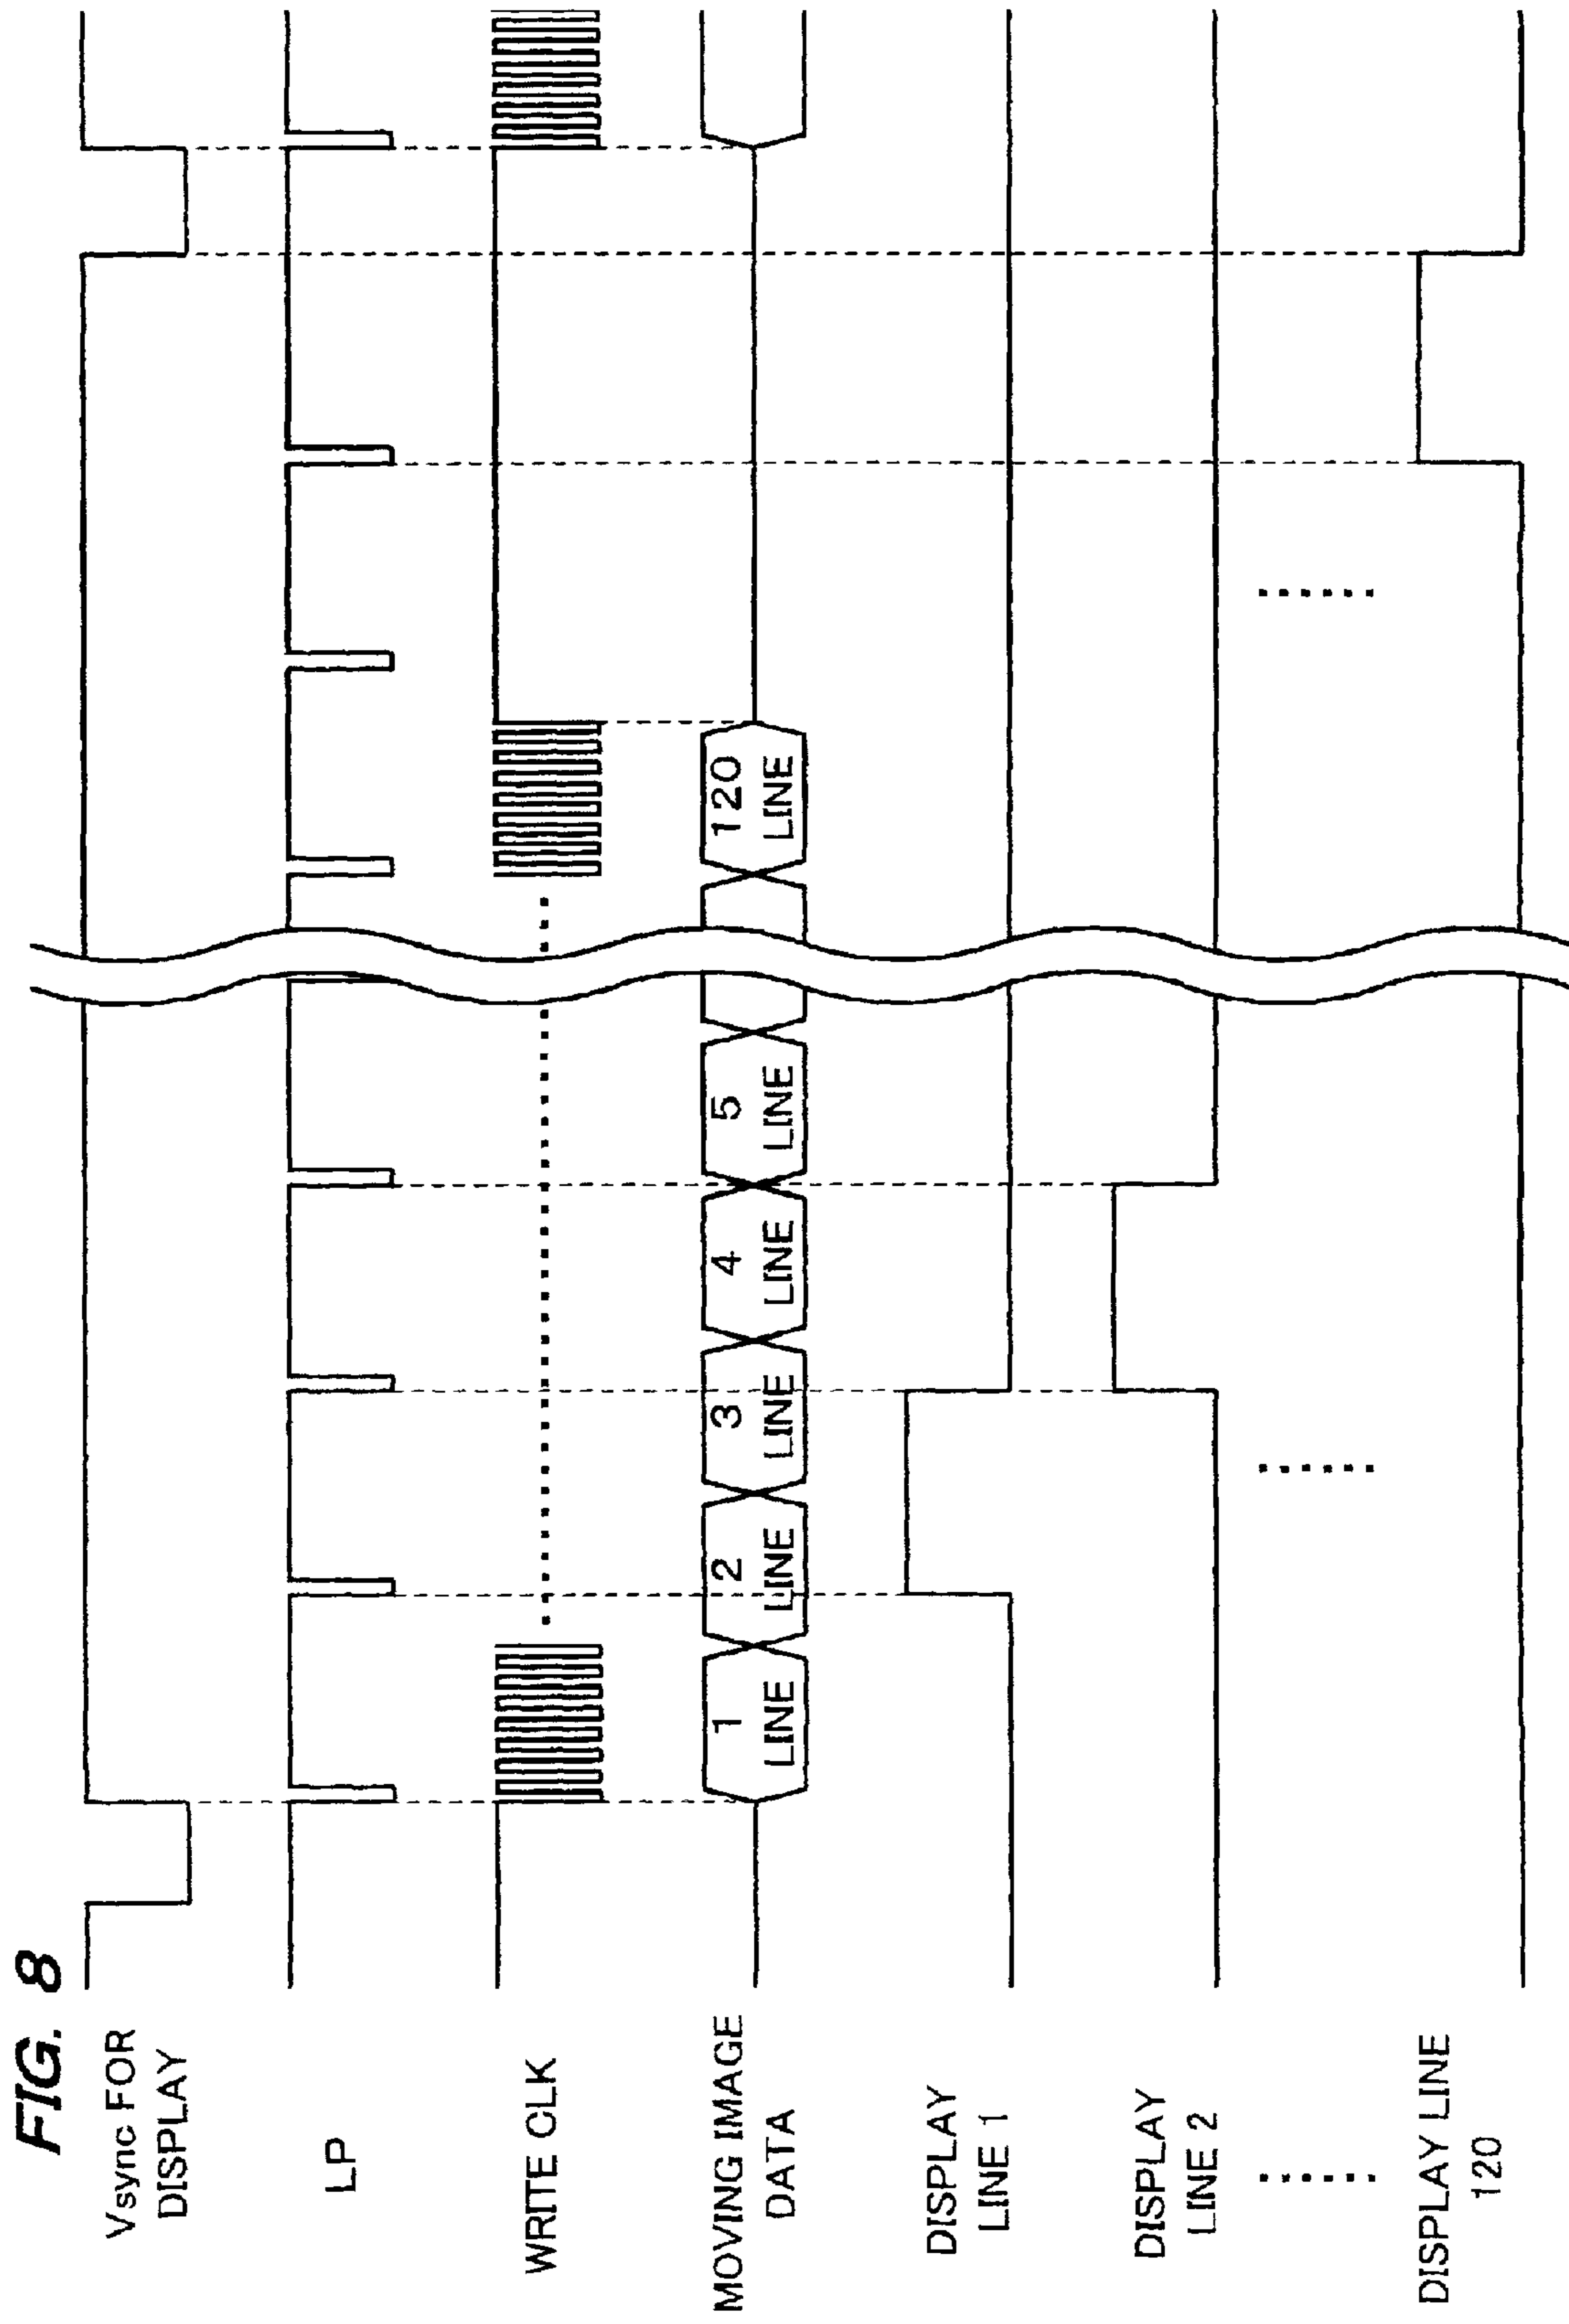 FIG. 8
Vsync FOR
DISPLAY
LP
WRITE CLK
MOVING IMAGE
DATA
1
LINE
2
LINE
3
LINE
4
LINE
5
LINE
120
LINE
DISPLAY
LINE 1
DISPLAY
LINE 2
DISPLAY LINE
120